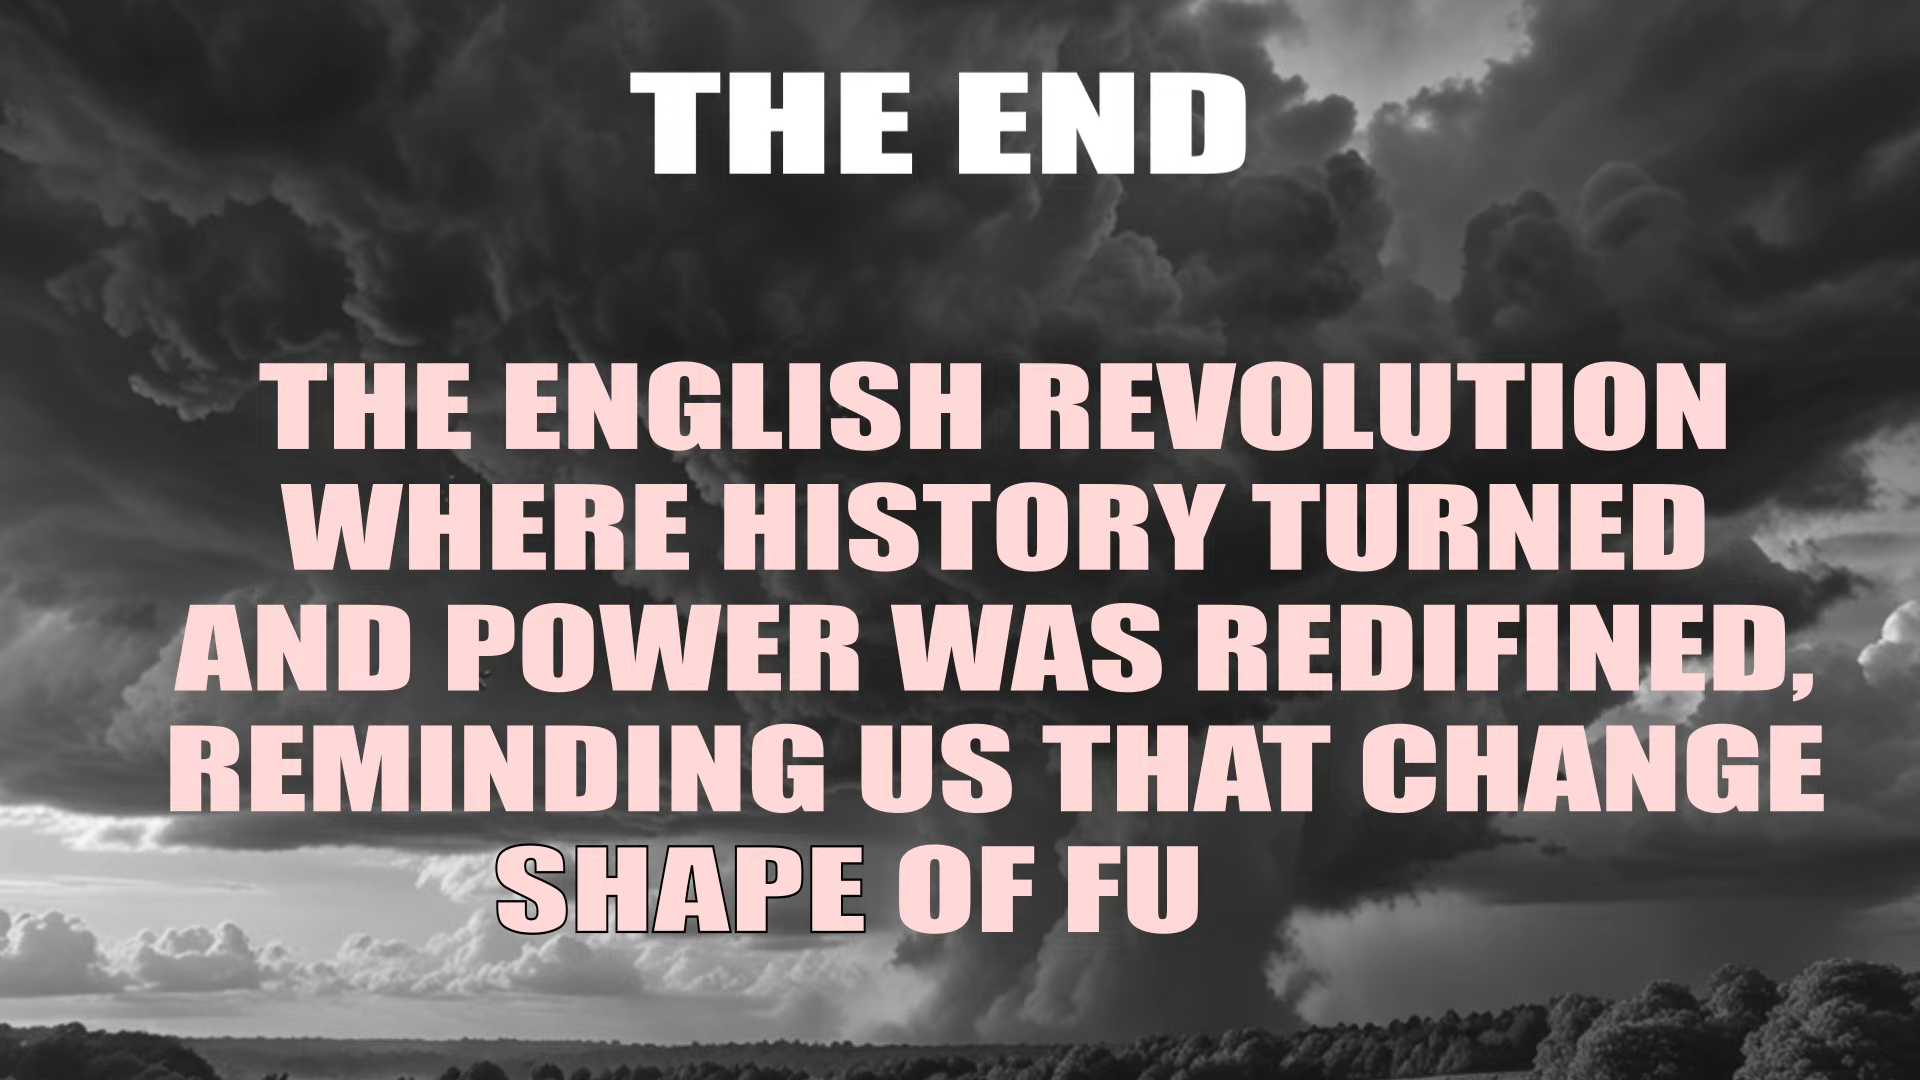 THE END
THE ENGLISH REVOLUTION
WHERE HISTORY TURNED
AND POWER WAS REDIFINED,
REMINDING US THAT CHANGE
SHAPE OF FU